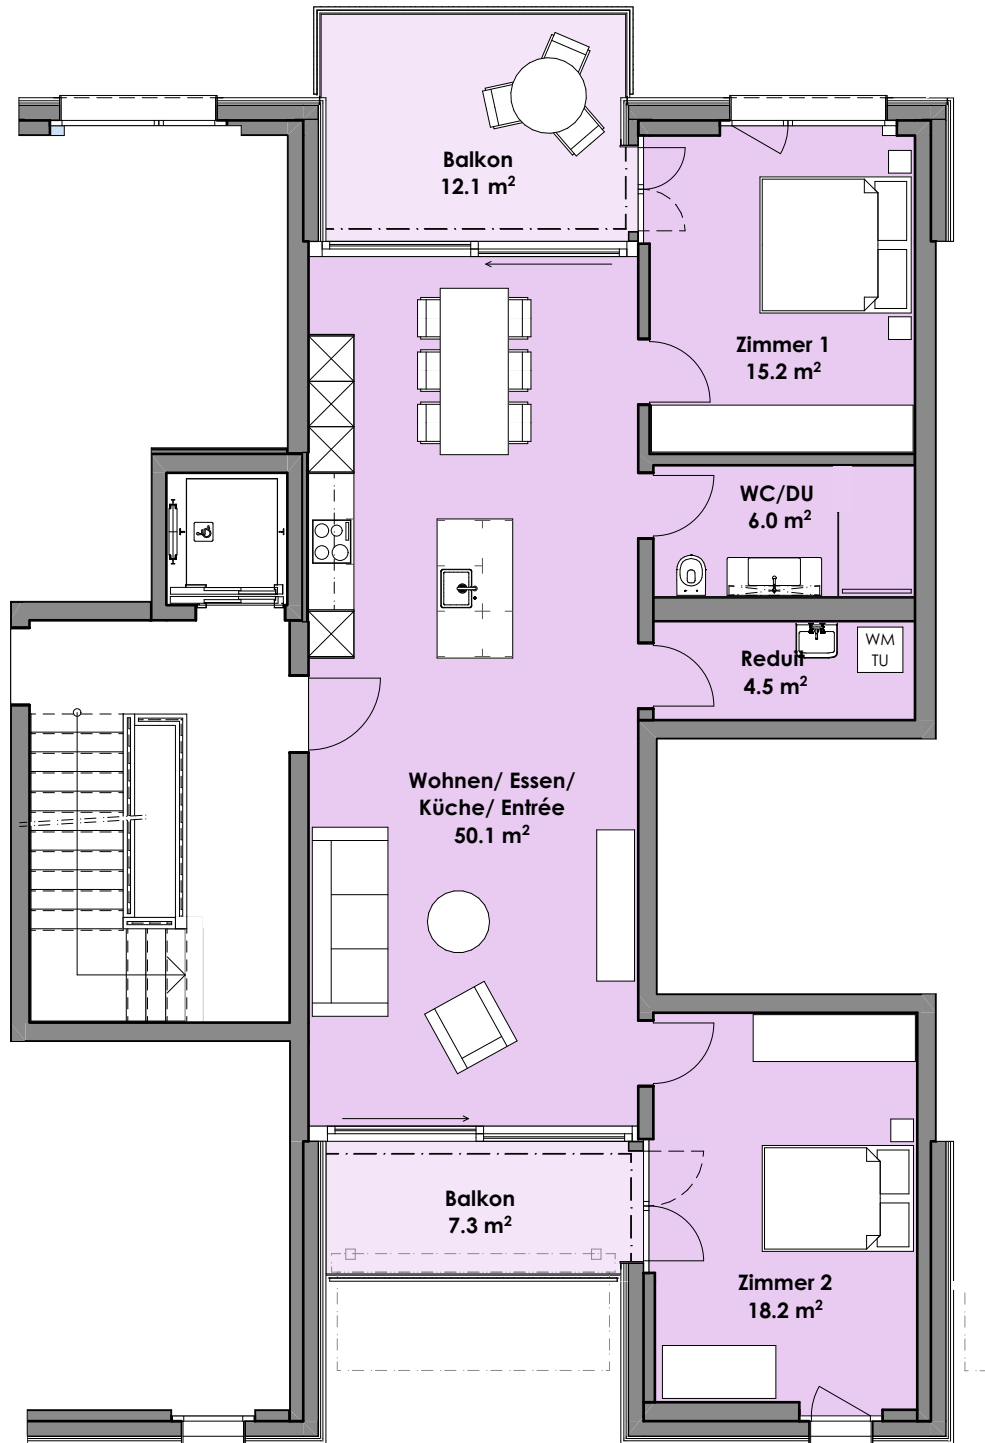 Balkon
12.1 m²
Zimmer 1
15.2 m²
WC/DU
6.0 m²
Reduit
4.5 m²
WM
TU
Wohnen/ Essen/
Küche/ Entrée
50.1 m²
Balkon
7.3 m²
Zimmer 2
18.2 m²